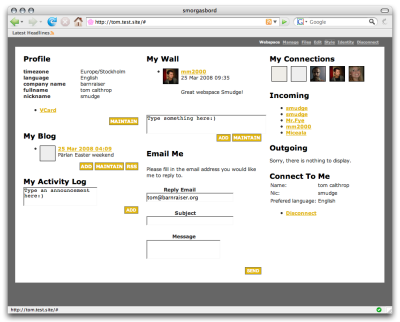 smorgasbord
http://tom.test.site/#
Google
Latest Headlines
Webspace Manage Files Edit Style Identity Disconnect
Profile
timezone Europe/Stockholm
language English
company name barnraiser
fullname tom calthrop
nickname smudge
VCard
MAINTAIN
My Blog
25 Mar 2008 04:09
Pärlan Easter weekend
ADD MAINTAIN RSS
My Activity Log
Type an announcement
here:)
ADD
My Wall
mm2000
25 Mar 2008 09:35
Great webspace Smudge!
Type something here:)
ADD MAINTAIN
Email Me
Please fill in the email address you would like
me to reply to.
Reply Email
tom@barnraiser.org
Subject
Message
SEND
My Connections
Incoming
smudge
smudge
Mr.Fye
mm2000
Outgoing
Sorry, there is nothing to display.
Connect To Me
Name: tom calthrop
Nic: smudge
Prefered language: English
Disconnect
http://tom.test.site/#